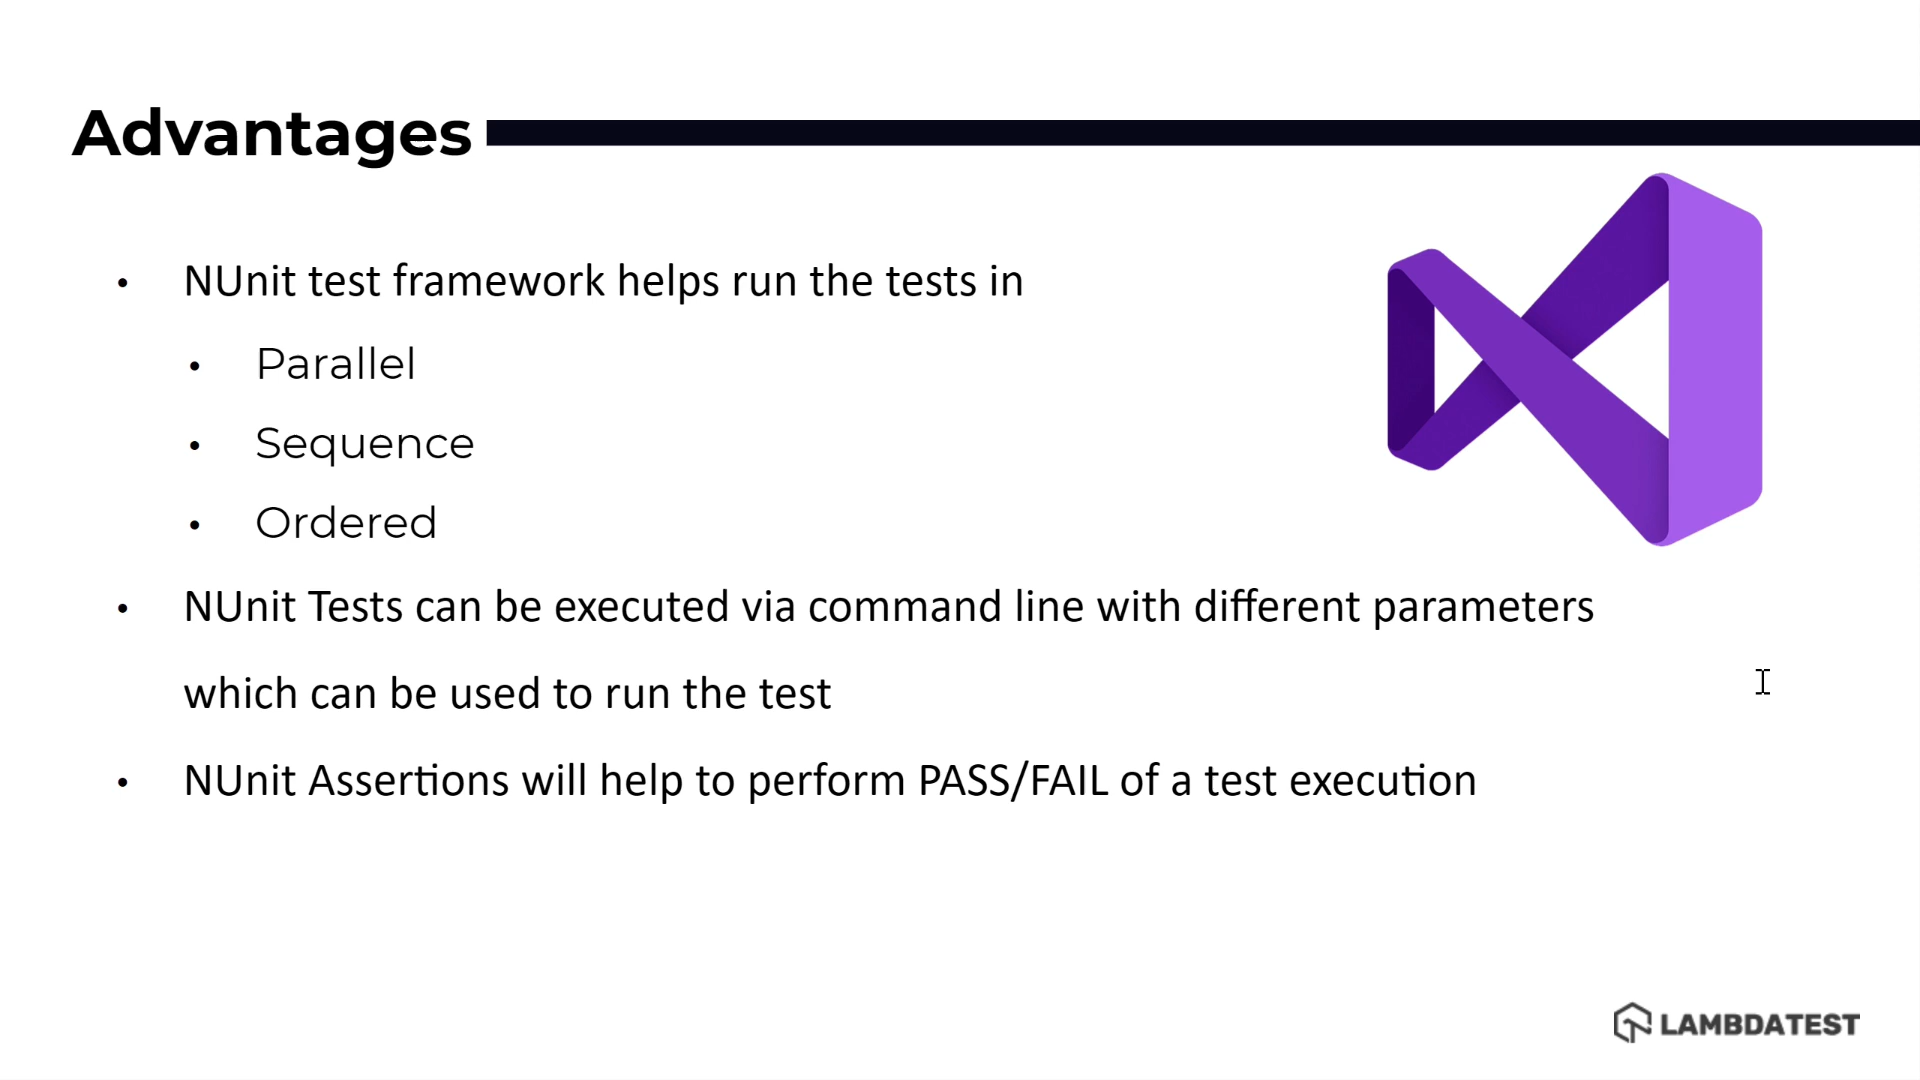 Advantages
• NUnit test framework helps run the tests in
• Parallel
• Sequence
• Ordered
• NUnit Tests can be executed via command line with different parameters
which can be used to run the test
• NUnit Assertions will help to perform PASS/FAIL of a test execution
LAMBDATEST